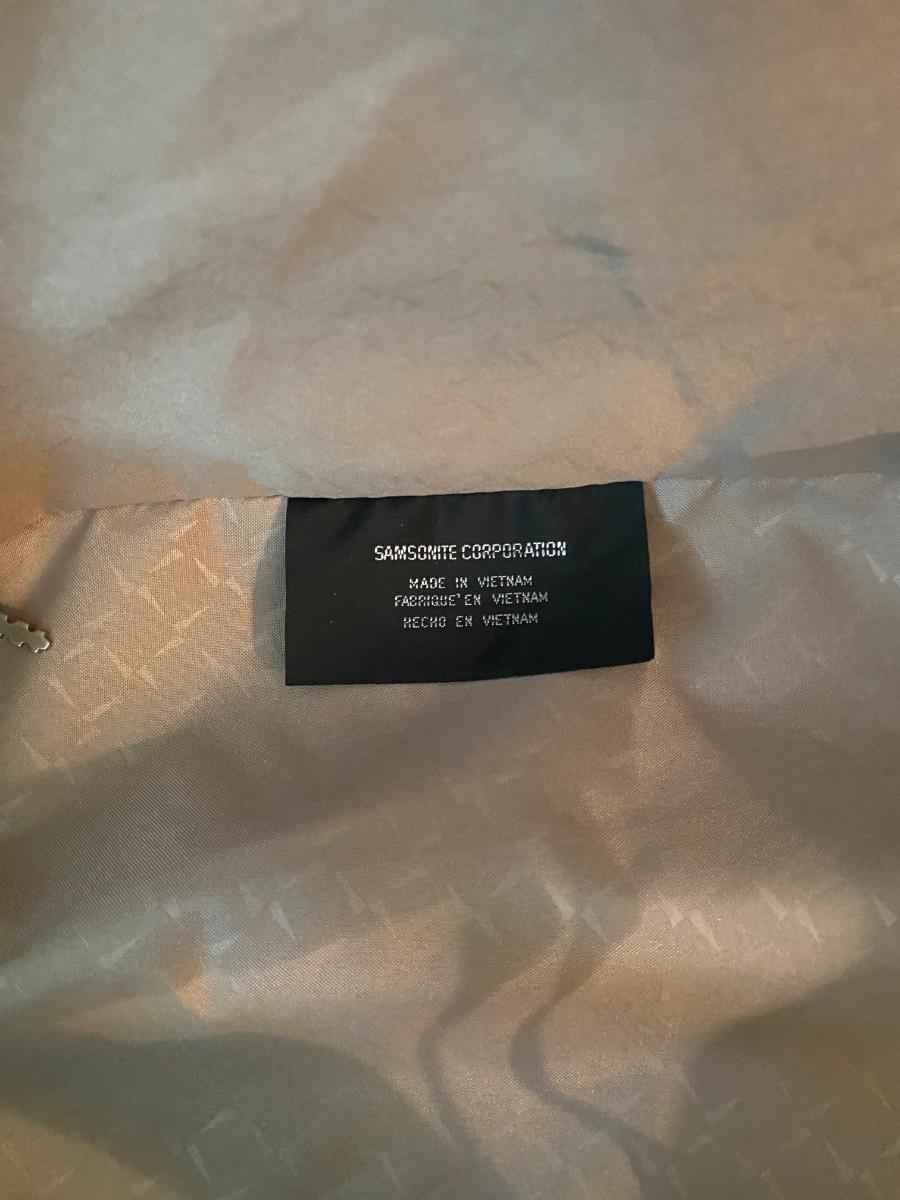 SAMSONITE CORPORATION
MADE IN VIETNAM
FABRIQUE' EN VIETNAM
HECHO EN VIETNAM